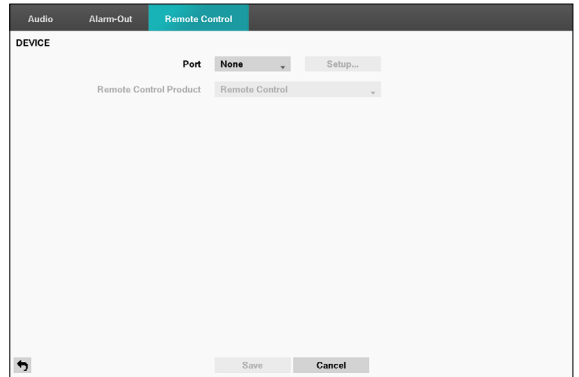 Audio Alarm-Out Remote Control
DEVICE
Port None Setup...
Remote Control Product Remote Control
Save Cancel